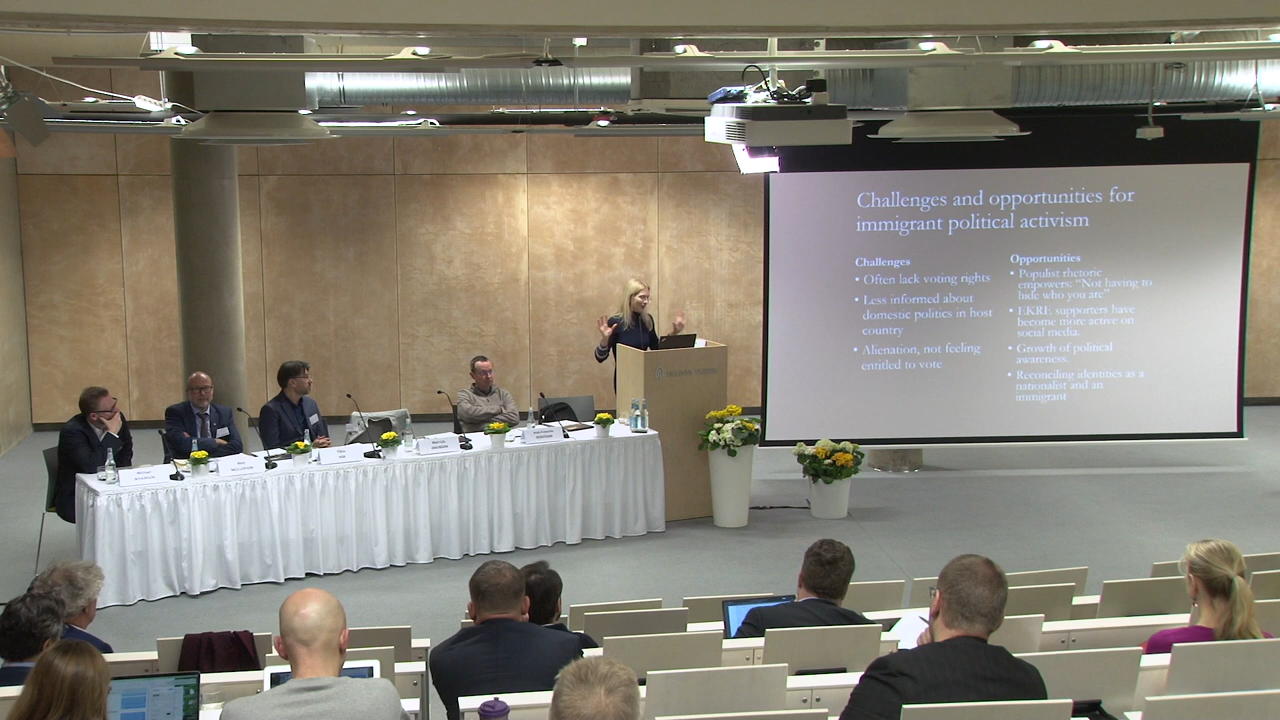 Challenges and opportunities for
immigrant political activism
Challenges
• Often lack voting rights
• Less informed about
domestic politics in host
country
• Alienation, not feeling
entitled to vote
Opportunities
• Populist rhetoric
empowers: “Not having to
hide who you are”
• EKRE supporters have
become more active on
social media.
• Growth of political
awareness.
• Reconciling identities as a
nationalist and an
immigrant